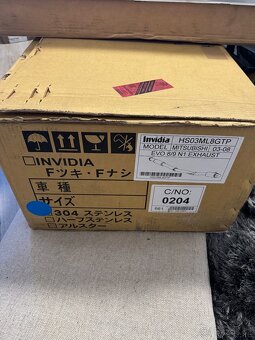 Invidia HS03ML8GTP
MODEL MITSUBISHI 03-08
EVO 8/9 N1 EXHAUST
□INVIDIA
Fツキ・Fナシ
車種
サイズ
304 ステンレス
□ハーフステンレス
□アルスター
C/NO:
0204